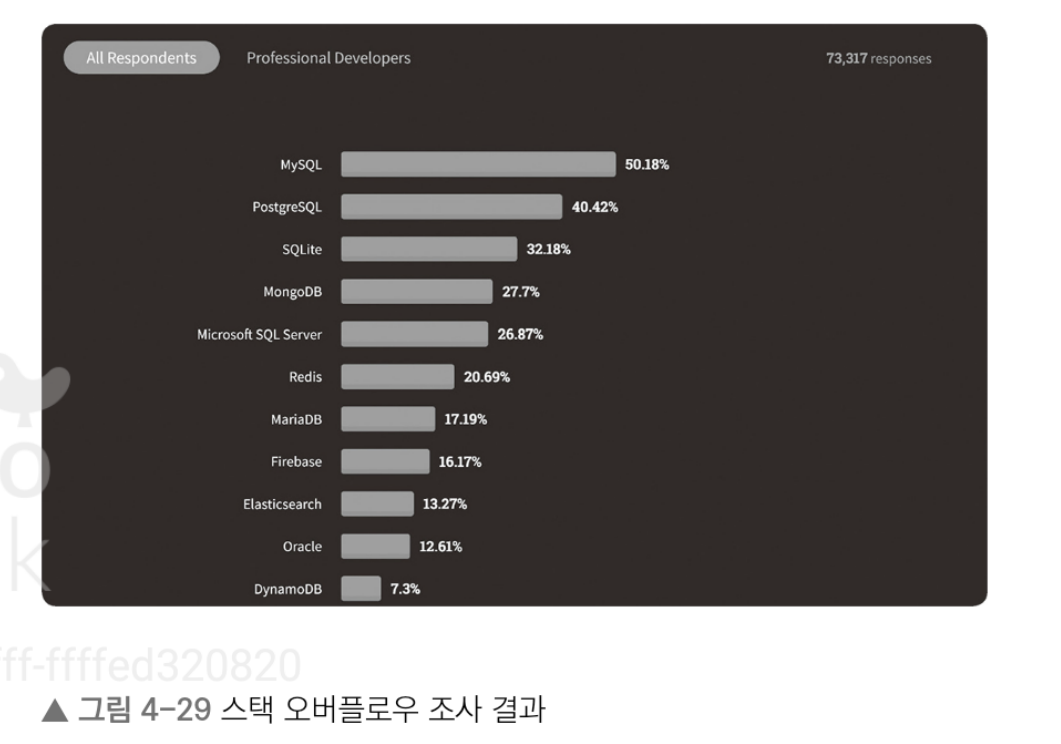 All Respondents Professional Developers 73,317 responses
MySQL 50.18%
PostgreSQL 40.42%
SQLite 32.18%
MongoDB 27.7%
Microsoft SQL Server 26.87%
Redis 20.69%
MariaDB 17.19%
Firebase 16.17%
Elasticsearch 13.27%
Oracle 12.61%
DynamoDB 7.3%
ff-ffffed320820
▲ 그림 4-29 스택 오버플로우 조사 결과